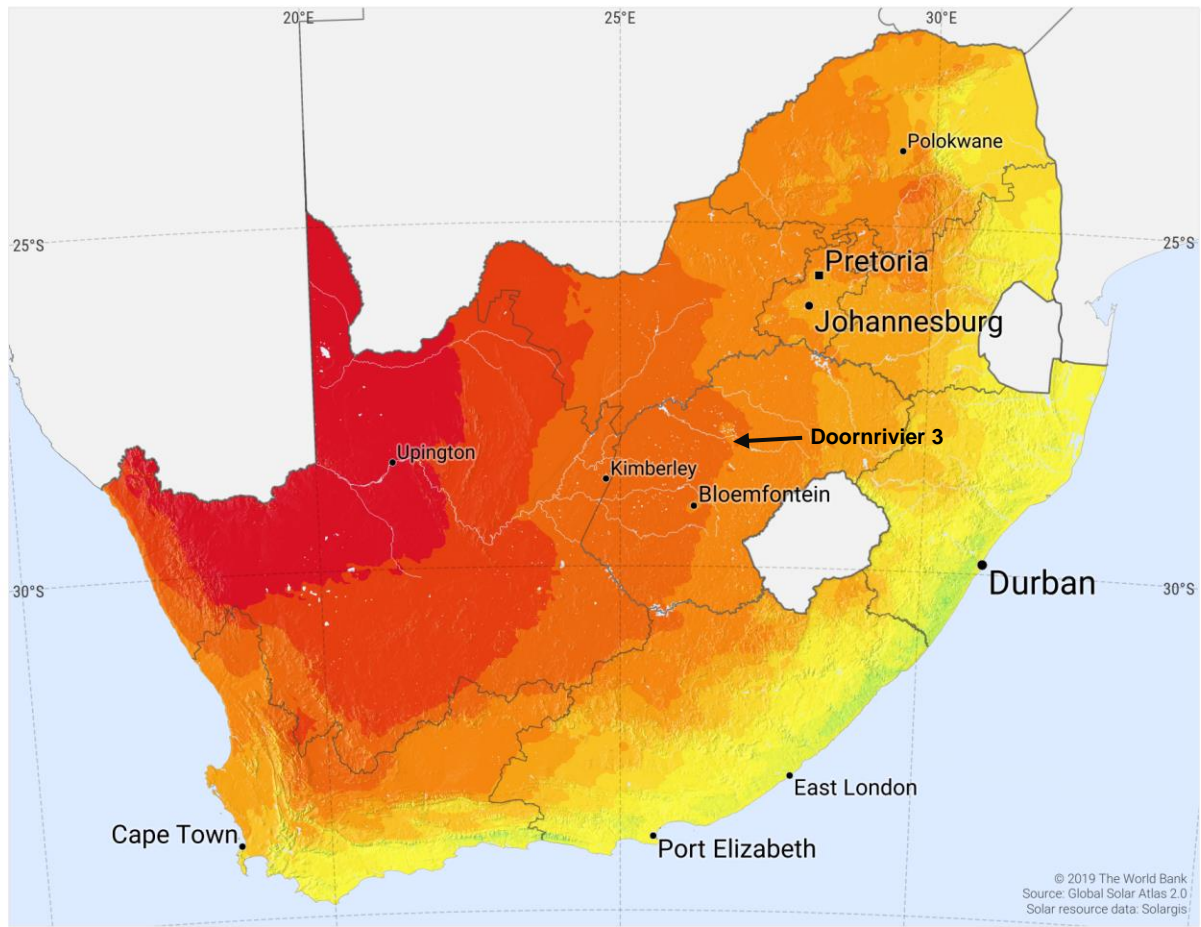 20°E
25°E
30°E
Polokwane
25°S
25°S
Pretoria
Johannesburg
Doornrivier 3
Upington
Kimberley
Bloemfontein
Durban
30°S
30°S
East London
Cape Town
Port Elizabeth
© 2019 The World Bank
Source: Global Solar Atlas 2.0
Solar resource data: Solargis